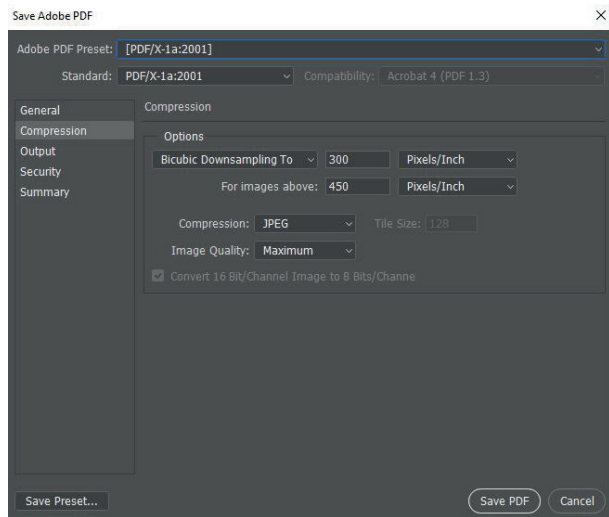 Save Adobe PDF
Adobe PDF Preset: [PDF/X-1a:2001]
Standard: PDF/X-1a:2001 Compatibility: Acrobat 4 (PDF 1.3)
General
Compression
Output
Security
Summary
Compression
Options
Bicubic Downsampling To 300 Pixels/Inch
For images above: 450 Pixels/Inch
Compression: JPEG Tile Size: 128
Image Quality: Maximum
Convert 16 Bit/Channel Image to 8 Bits/Channe
Save Preset... Save PDF Cancel